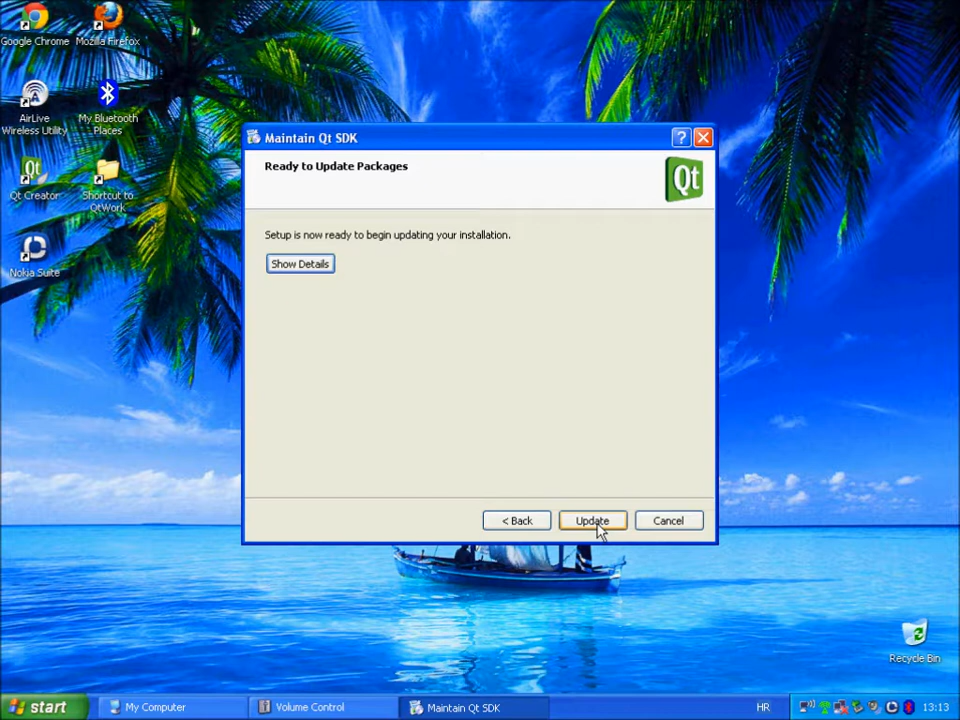 Google Chrome
Mozilla Firefox
AirLive
Wireless Utility
My Bluetooth
Places
Qt
Qt Creator
Shortcut to
QtWork
Nokia Suite
Maintain Qt SDK
Ready to Update Packages
Qt
Setup is now ready to begin updating your installation.
Show Details
< Back
Update
Cancel
Recycle Bin
start
My Computer
Volume Control
Maintain Qt SDK
HR
13:13